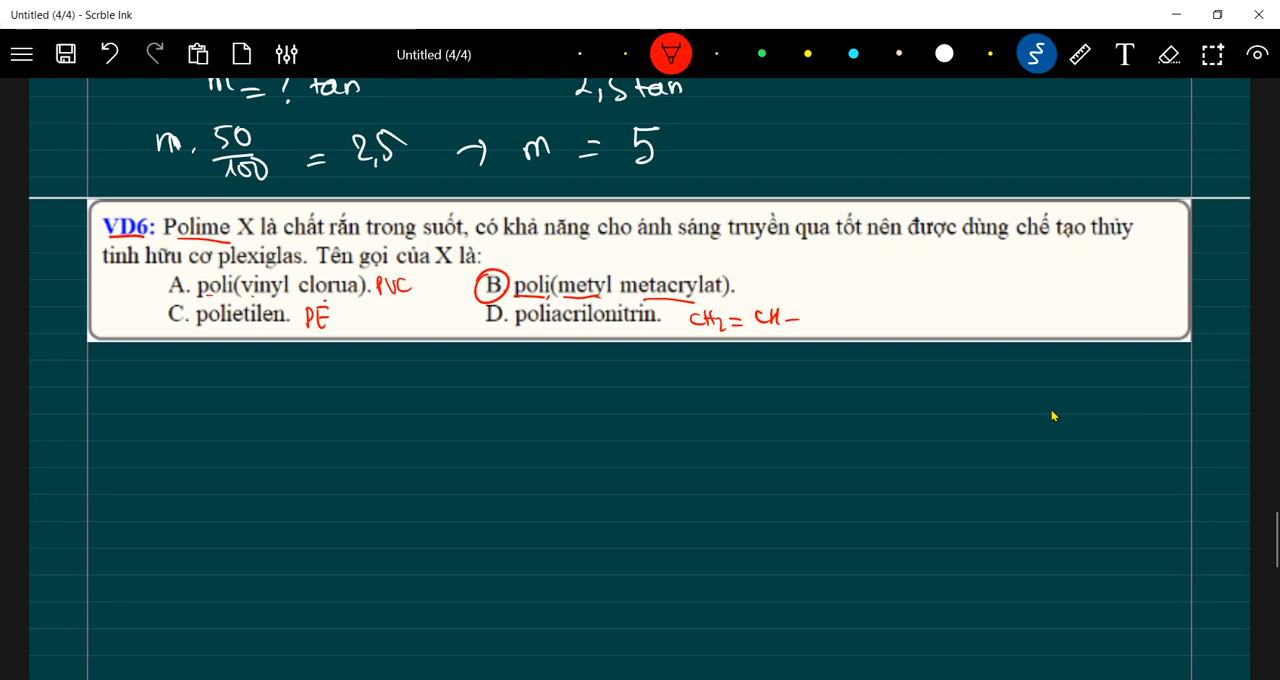 Untitled (4/4) - Scrble Ink
Untitled (4/4)
T
m = ? tan 2,5 tan
m. 50/100 = 2,5 → m = 5
VD6: Polime X là chất rắn trong suốt, có khả năng cho ánh sáng truyền qua tốt nên được dùng chế tạo thủy
tinh hữu cơ plexiglas. Tên gọi của X là:
A. poli(vinyl clorua). PVC B poli(metyl metacrylat).
C. polietilen. PE D. poliacrilonitrin. CH2 = CH –